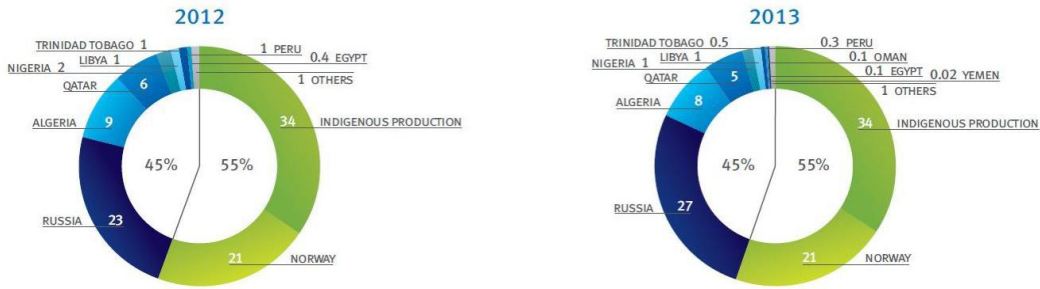 2012
TRINIDAD TOBAGO 1
LIBYA 1
NIGERIA 2
QATAR 6
ALGERIA 9
RUSSIA 23
45%
55%
1 PERU
0.4 EGYPT
1 OTHERS
34 INDIGENOUS PRODUCTION
21 NORWAY
2013
TRINIDAD TOBAGO 0.5
LIBYA 1
NIGERIA 1
QATAR 5
ALGERIA 8
RUSSIA 27
45%
55%
0.3 PERU
0.1 OMAN
0.1 EGYPT
0.02 YEMEN
1 OTHERS
34 INDIGENOUS PRODUCTION
21 NORWAY